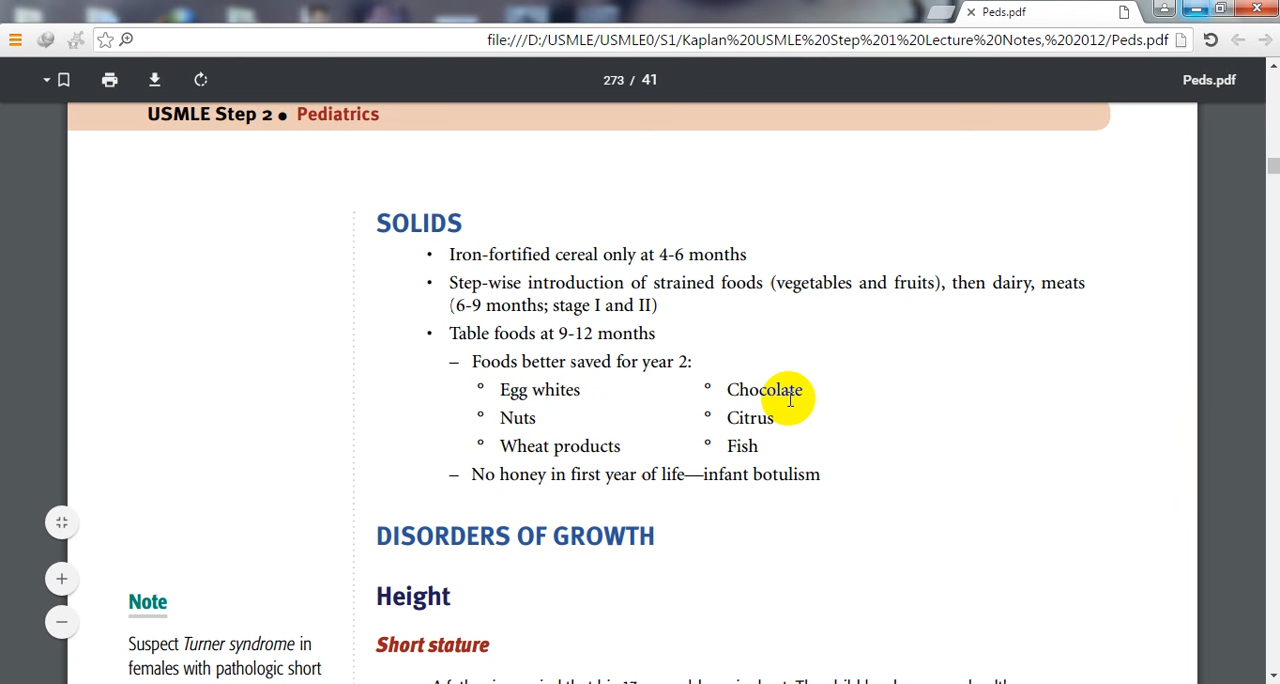 Peds.pdf
file:///D:/USMLE/USMLE0/S1/Kaplan%20USMLE%20Step%201%20Lecture%20Notes,%202012/Peds.pdf
273 / 41
Peds.pdf
USMLE Step 2 ● Pediatrics
SOLIDS
• Iron-fortified cereal only at 4-6 months
• Step-wise introduction of strained foods (vegetables and fruits), then dairy, meats
(6-9 months; stage I and II)
• Table foods at 9-12 months
– Foods better saved for year 2:
° Egg whites ° Chocolate
° Nuts ° Citrus
° Wheat products ° Fish
– No honey in first year of life—infant botulism
DISORDERS OF GROWTH
Height
Note
Short stature
Suspect Turner syndrome in
females with pathologic short